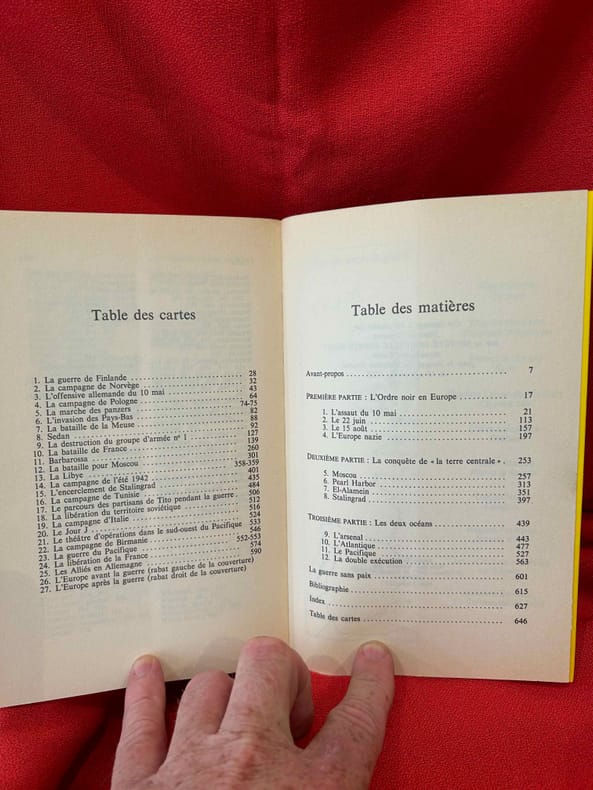 Table des cartes
1. La guerre de Finlande . . . . . . . . . . . . . . . . . . . . . . . 28
2. La campagne de Norvège . . . . . . . . . . . . . . . . . . . . 32
3. L'offensive allemande du 10 mai . . . . . . . . . . . . . . . 43
4. La campagne de Pologne . . . . . . . . . . . . . . . . . . . . 64
5. La marche des panzers . . . . . . . . . . . . . . . . . . . . . 74-75
6. L'invasion des Pays-Bas . . . . . . . . . . . . . . . . . . . . 82
7. La bataille de la Meuse . . . . . . . . . . . . . . . . . . . . 88
8. Sedan . . . . . . . . . . . . . . . . . . . . . . . . . . . . . . . 92
9. La destruction du groupe d'armée nº 1 . . . . . . . . . . 127
10. La bataille de France . . . . . . . . . . . . . . . . . . . . . 139
11. Barbarossa . . . . . . . . . . . . . . . . . . . . . . . . . . . 260
12. La bataille pour Moscou . . . . . . . . . . . . . . . . . . . 301
13. La Libye . . . . . . . . . . . . . . . . . . . . . . . . . . . . . 358-359
14. La campagne de l'été 1942 . . . . . . . . . . . . . . . . . 401
15. L'encerclement de Stalingrad . . . . . . . . . . . . . . . . 435
16. La campagne de Tunisie . . . . . . . . . . . . . . . . . . . 484
17. Le parcours des partisans de Tito pendant la guerre . 506
18. La libération du territoire soviétique . . . . . . . . . . . 512
19. La campagne d'Italie . . . . . . . . . . . . . . . . . . . . . 516
20. Le Jour J . . . . . . . . . . . . . . . . . . . . . . . . . . . . 524
21. Le théâtre d'opérations dans le sud-ouest du Pacifique 533
22. La campagne de Birmanie . . . . . . . . . . . . . . . . . . 546
23. La guerre du Pacifique . . . . . . . . . . . . . . . . . . . . 552-553
24. La libération de la France . . . . . . . . . . . . . . . . . . 574
25. Les Alliés en Allemagne . . . . . . . . . . . . . . . . . . . 590
26. L'Europe avant la guerre (rabat gauche de la couverture)
27. L'Europe après la guerre (rabat droit de la couverture)
Table des matières
Avant-propos . . . . . . . . . . . . . . . . . . . . . . . . . . . 7
PREMIÈRE PARTIE : L'Ordre noir en Europe . . . . . . . . . 17
1. L'assaut du 10 mai . . . . . . . . . . . . . . . . . . . . . . 21
2. Le 22 juin . . . . . . . . . . . . . . . . . . . . . . . . . . . . 113
3. Le 15 août . . . . . . . . . . . . . . . . . . . . . . . . . . . 157
4. L'Europe nazie . . . . . . . . . . . . . . . . . . . . . . . . . 197
DEUXIÈME PARTIE : La conquête de « la terre centrale » . 253
5. Moscou . . . . . . . . . . . . . . . . . . . . . . . . . . . . . 257
6. Pearl Harbor . . . . . . . . . . . . . . . . . . . . . . . . . . 313
7. El-Alamein . . . . . . . . . . . . . . . . . . . . . . . . . . . 351
8. Stalingrad . . . . . . . . . . . . . . . . . . . . . . . . . . . . 397
TROISIÈME PARTIE : Les deux océans . . . . . . . . . . . . . 439
9. L'arsenal . . . . . . . . . . . . . . . . . . . . . . . . . . . . 443
10. L'Atlantique . . . . . . . . . . . . . . . . . . . . . . . . . . 477
11. Le Pacifique . . . . . . . . . . . . . . . . . . . . . . . . . . 527
12. La double exécution . . . . . . . . . . . . . . . . . . . . . 563
La guerre sans paix . . . . . . . . . . . . . . . . . . . . . . . 601
Bibliographie . . . . . . . . . . . . . . . . . . . . . . . . . . . 615
Index . . . . . . . . . . . . . . . . . . . . . . . . . . . . . . . 627
Table des cartes . . . . . . . . . . . . . . . . . . . . . . . . . 646